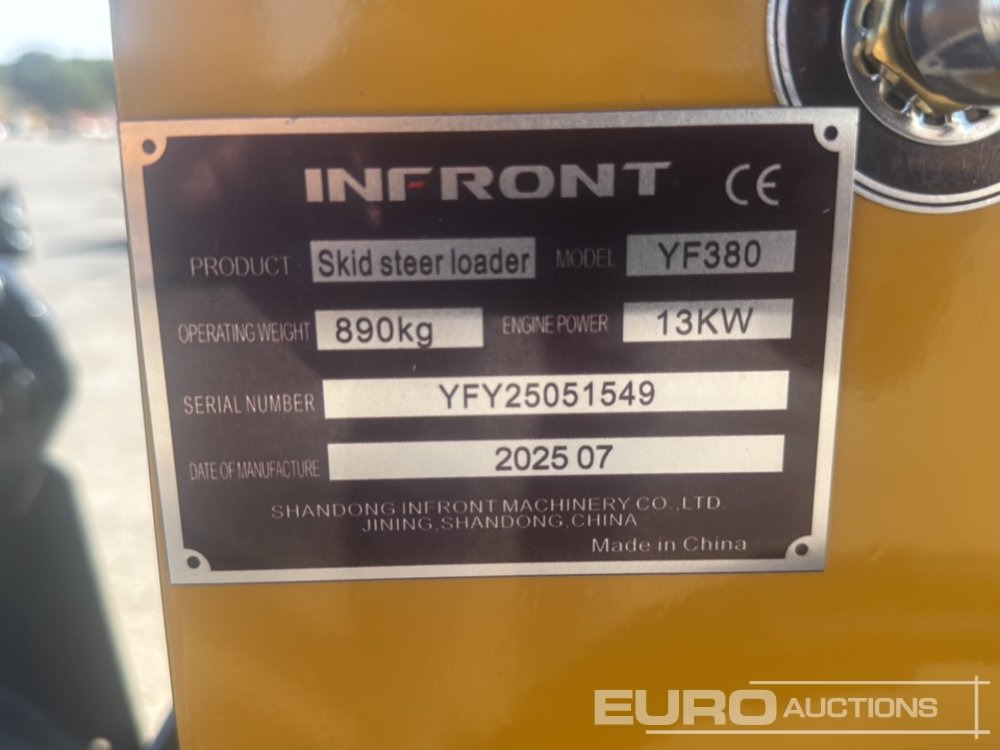 INFRONT CE
PRODUCT Skid steer loader MODEL YF380
OPERATING WEIGHT 890kg ENGINE POWER 13KW
SERIAL NUMBER YFY25051549
DATE OF MANUFACTURE 2025 07
SHANDONG INFRONT MACHINERY CO.,LTD.
JINING,SHANDONG,CHINA
Made in China
EURO AUCTIONS